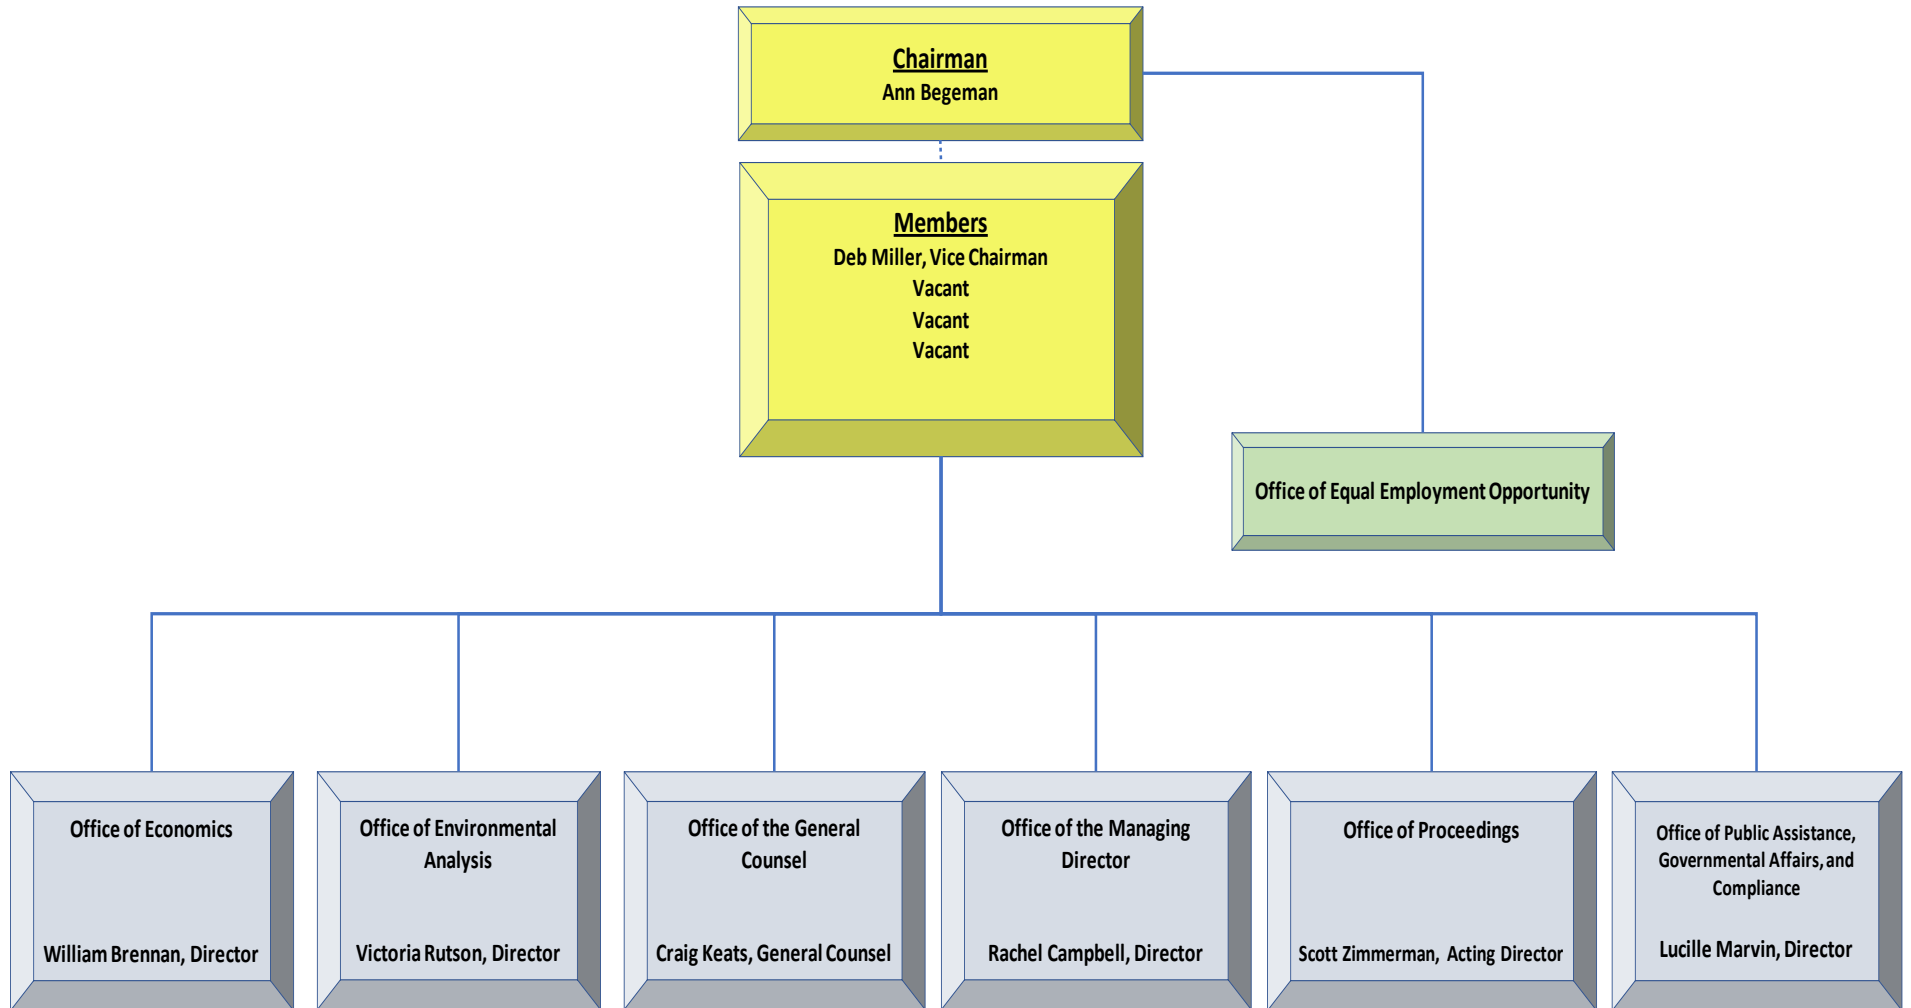 Chairman
Ann Begeman
Members
Deb Miller, Vice Chairman
Vacant
Vacant
Vacant
Office of Equal Employment Opportunity
Office of Economics
William Brennan, Director
Office of Environmental
Analysis
Victoria Rutson, Director
Office of the General
Counsel
Craig Keats, General Counsel
Office of the Managing
Director
Rachel Campbell, Director
Office of Proceedings
Scott Zimmerman, Acting Director
Office of Public Assistance,
Governmental Affairs, and
Compliance
Lucille Marvin, Director